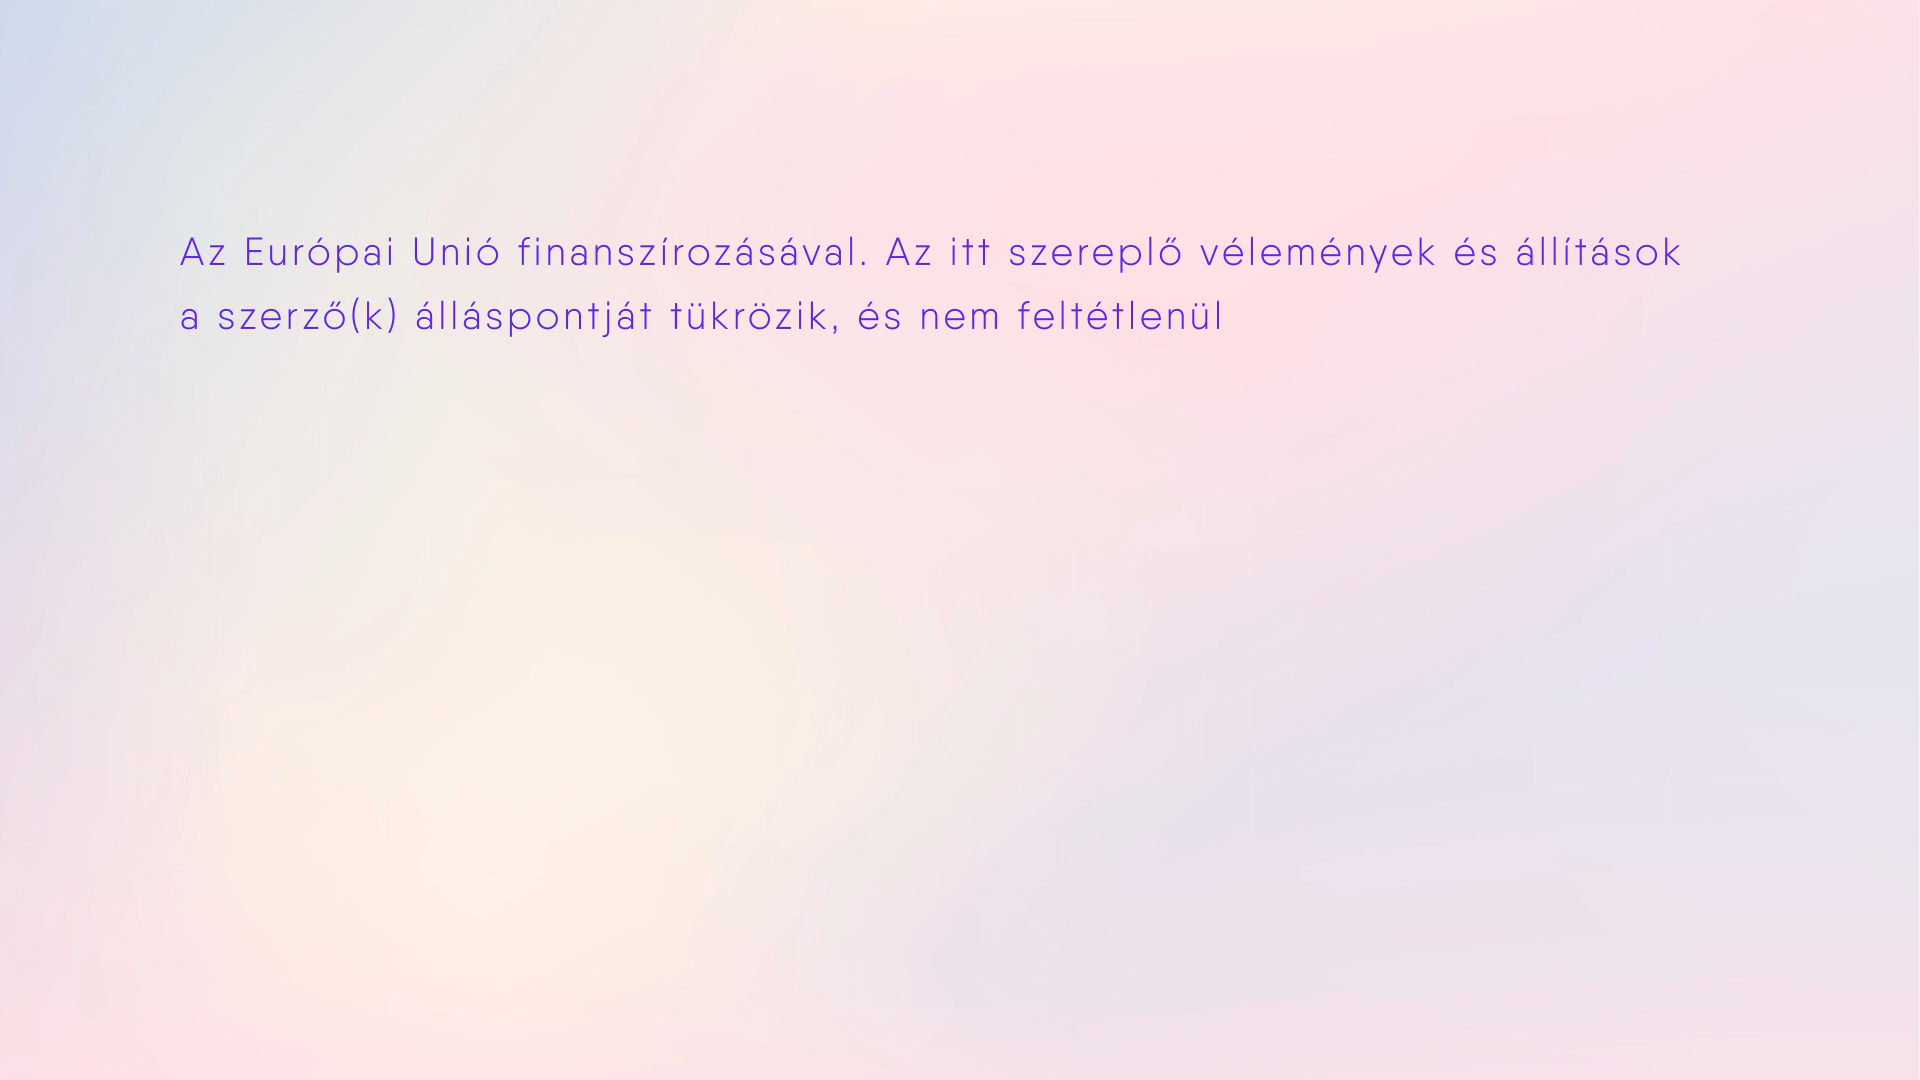 Az Európai Unió finanszírozásával. Az itt szereplő vélemények és állítások
a szerző(k) álláspontját tükrözik, és nem feltétlenül